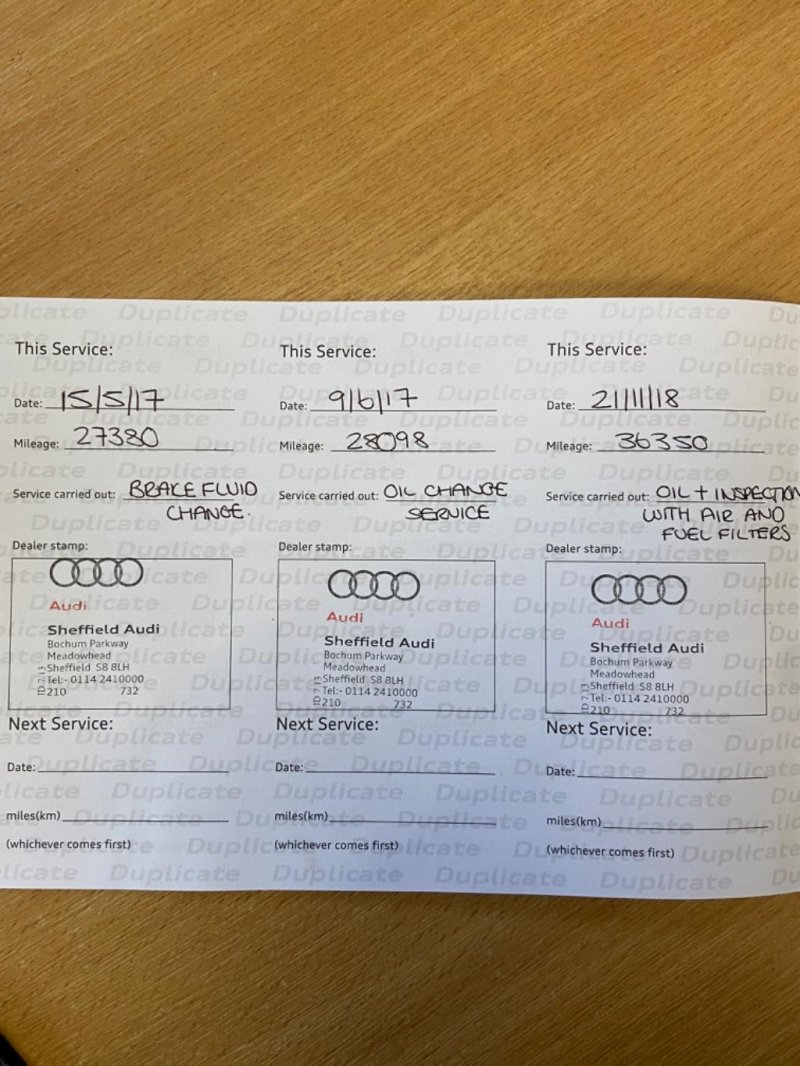 Duplicate
This Service:
Date: 15/5/17
Mileage: 27380
Service carried out: BRAKE FLUID
CHANGE.
Dealer stamp:
Audi
Sheffield Audi
Bochum Parkway
Meadowhead
Sheffield S8 8LH
Tel:- 0114 2410000
210 732
Next Service:
Date:
miles(km)
(whichever comes first)
This Service:
Date: 9/6/17
Mileage: 28098
Service carried out: OIL CHANGE
SERVICE
Dealer stamp:
Audi
Sheffield Audi
Bochum Parkway
Meadowhead
Sheffield S8 8LH
Tel:- 0114 2410000
210 732
Next Service:
Date:
miles(km)
(whichever comes first)
This Service:
Date: 21/11/18
Mileage: 36350
Service carried out: OIL + INSPECTION
WITH AIR AND
FUEL FILTERS
Dealer stamp:
Audi
Sheffield Audi
Bochum Parkway
Meadowhead
Sheffield S8 8LH
Tel:- 0114 2410000
210 732
Next Service:
Date:
miles(km)
(whichever comes first)